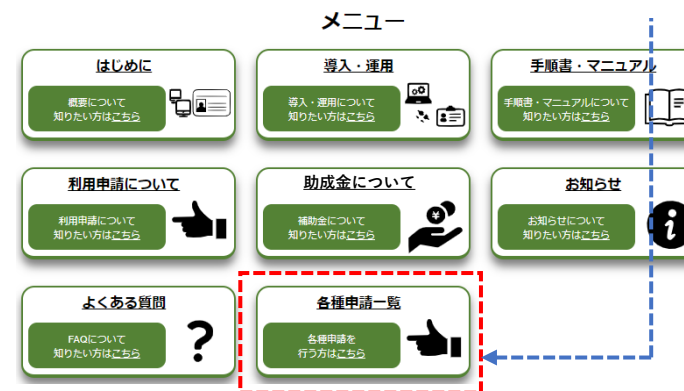 メニュー
はじめに
概要について
知りたい方はこちら
導入・運用
導入・運用について
知りたい方はこちら
手順書・マニュアル
手順書・マニュアルについて
知りたい方はこちら
利用申請について
利用申請について
知りたい方はこちら
助成金について
補助金について
知りたい方はこちら
¥
お知らせ
お知らせについて
知りたい方はこちら
i
よくある質問
FAQについて
知りたい方はこちら
?
各種申請一覧
各種申請を
行う方はこちら